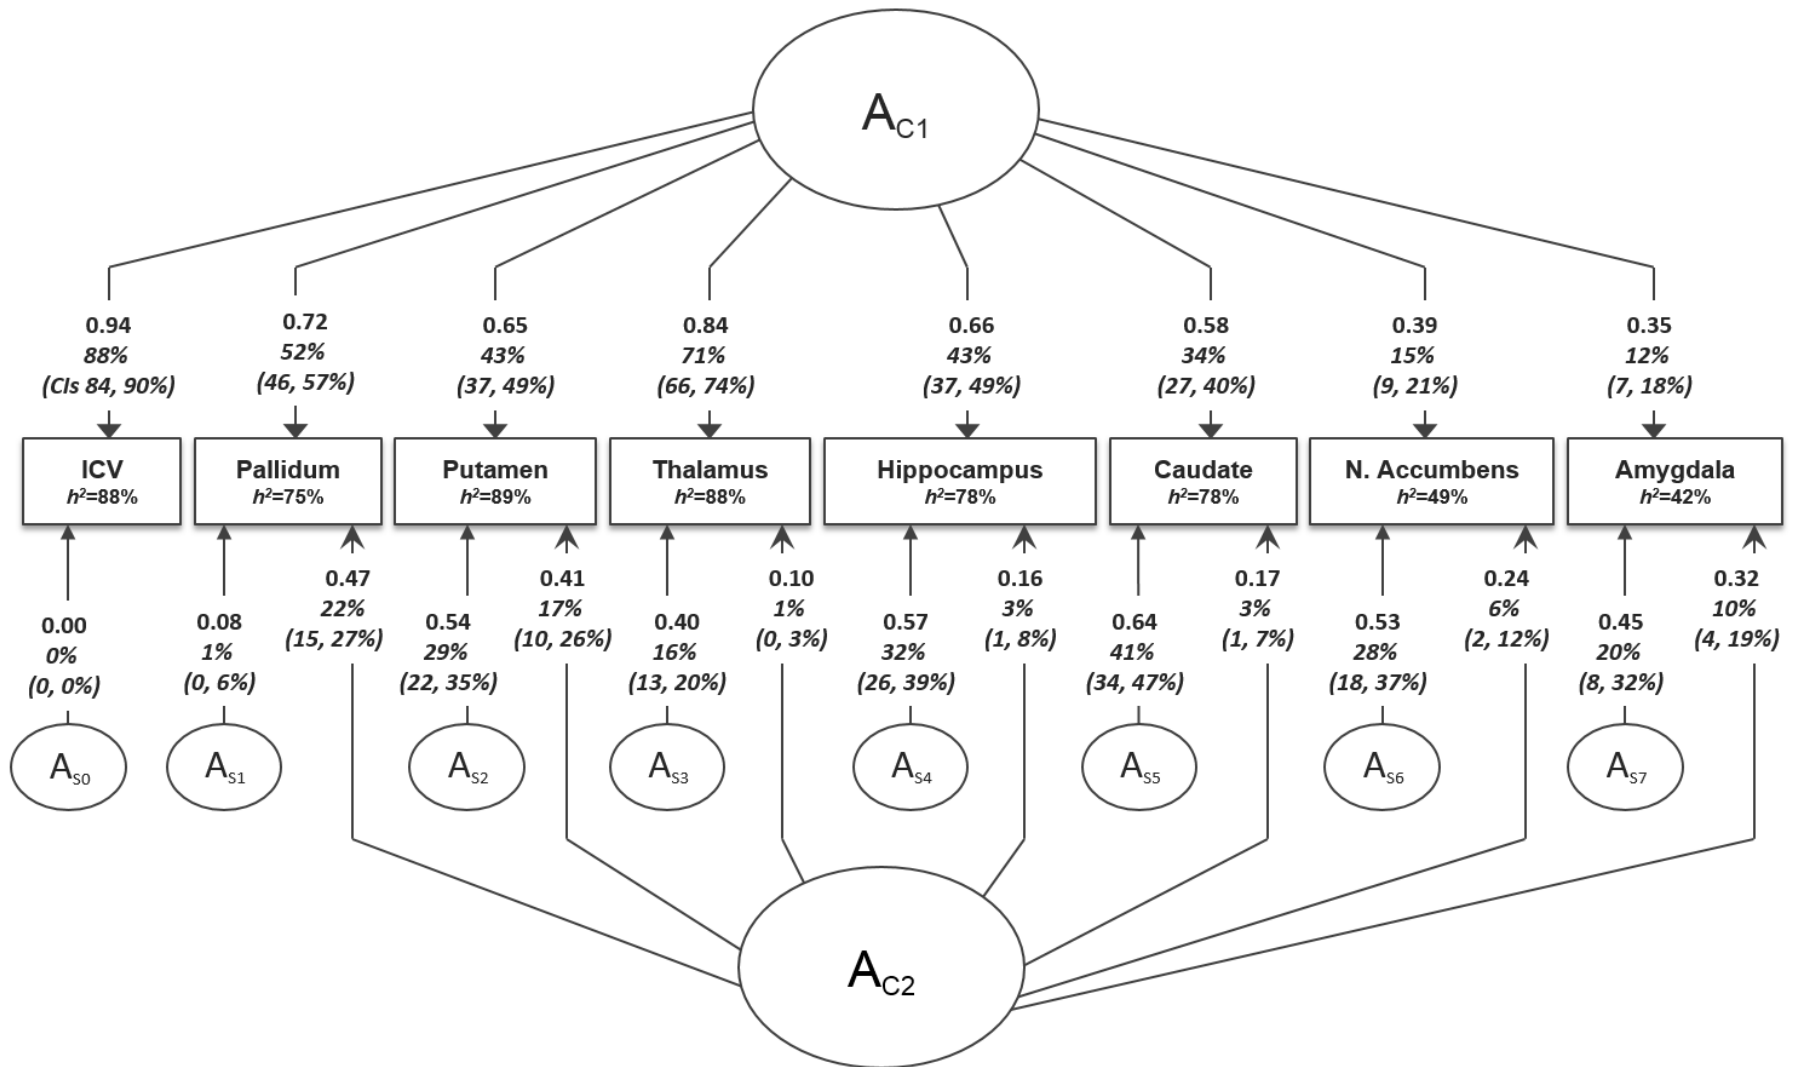 AC1
0.94
88%
(CIs 84, 90%)
0.72
52%
(46, 57%)
0.65
43%
(37, 49%)
0.84
71%
(66, 74%)
0.66
43%
(37, 49%)
0.58
34%
(27, 40%)
0.39
15%
(9, 21%)
0.35
12%
(7, 18%)
ICV
h²=88%
Pallidum
h²=75%
Putamen
h²=89%
Thalamus
h²=88%
Hippocampus
h²=78%
Caudate
h²=78%
N. Accumbens
h²=49%
Amygdala
h²=42%
0.00
0%
(0, 0%)
0.08
1%
(0, 6%)
0.47
22%
(15, 27%)
0.54
29%
(22, 35%)
0.41
17%
(10, 26%)
0.40
16%
(13, 20%)
0.10
1%
(0, 3%)
0.57
32%
(26, 39%)
0.16
3%
(1, 8%)
0.64
41%
(34, 47%)
0.17
3%
(1, 7%)
0.53
28%
(18, 37%)
0.24
6%
(2, 12%)
0.45
20%
(8, 32%)
0.32
10%
(4, 19%)
AS0
AS1
AS2
AS3
AS4
AS5
AS6
AS7
AC2